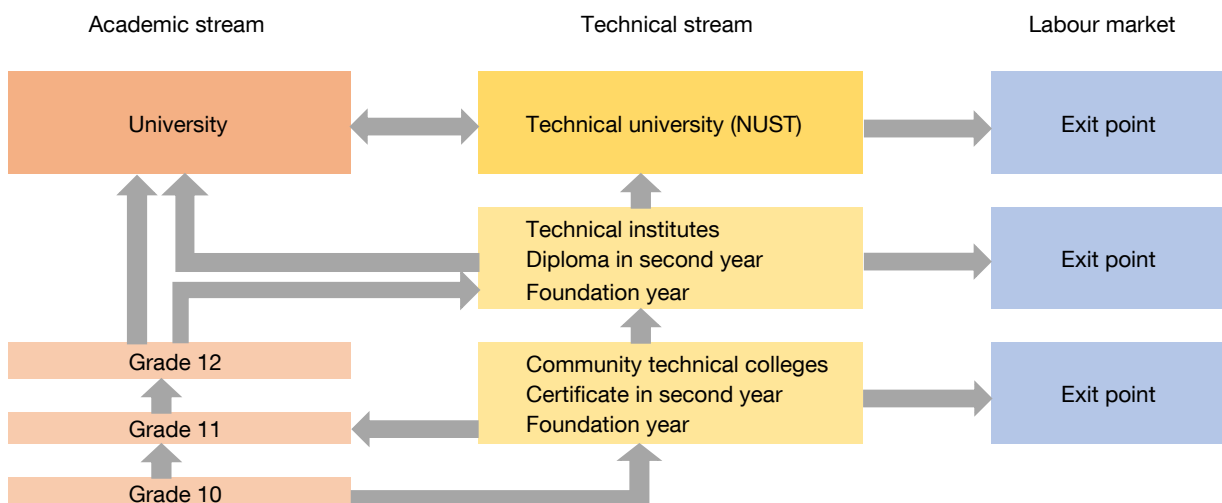 Academic stream
Technical stream
Labour market
University
Technical university (NUST)
Exit point
Technical institutes
Diploma in second year
Foundation year
Exit point
Grade 12
Community technical colleges
Certificate in second year
Foundation year
Exit point
Grade 11
Grade 10